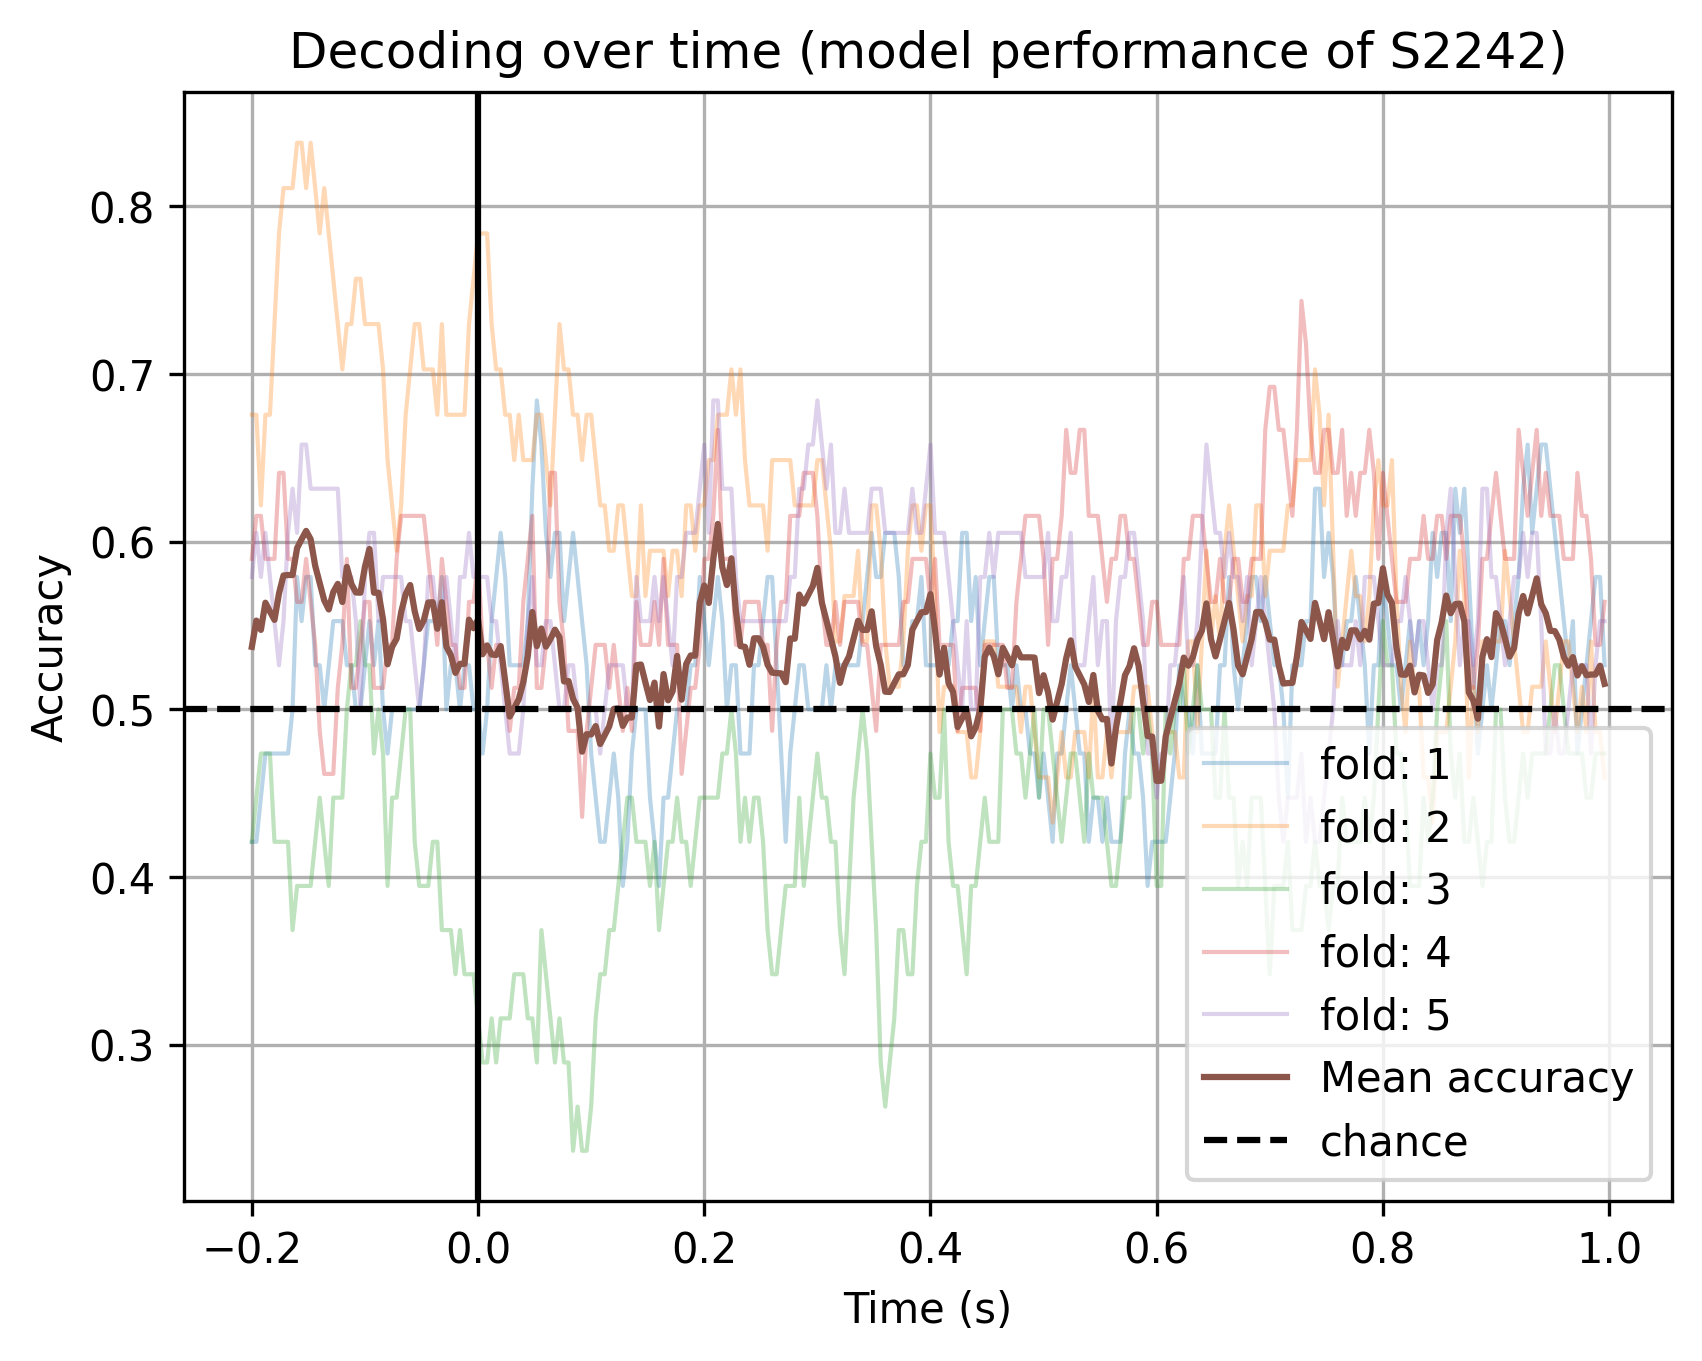 Decoding over time (model performance of S2242)
Accuracy
0.8
0.7
0.6
0.5
0.4
0.3
−0.2
0.0
0.2
0.4
0.6
0.8
1.0
Time (s)
fold: 1
fold: 2
fold: 3
fold: 4
fold: 5
Mean accuracy
chance